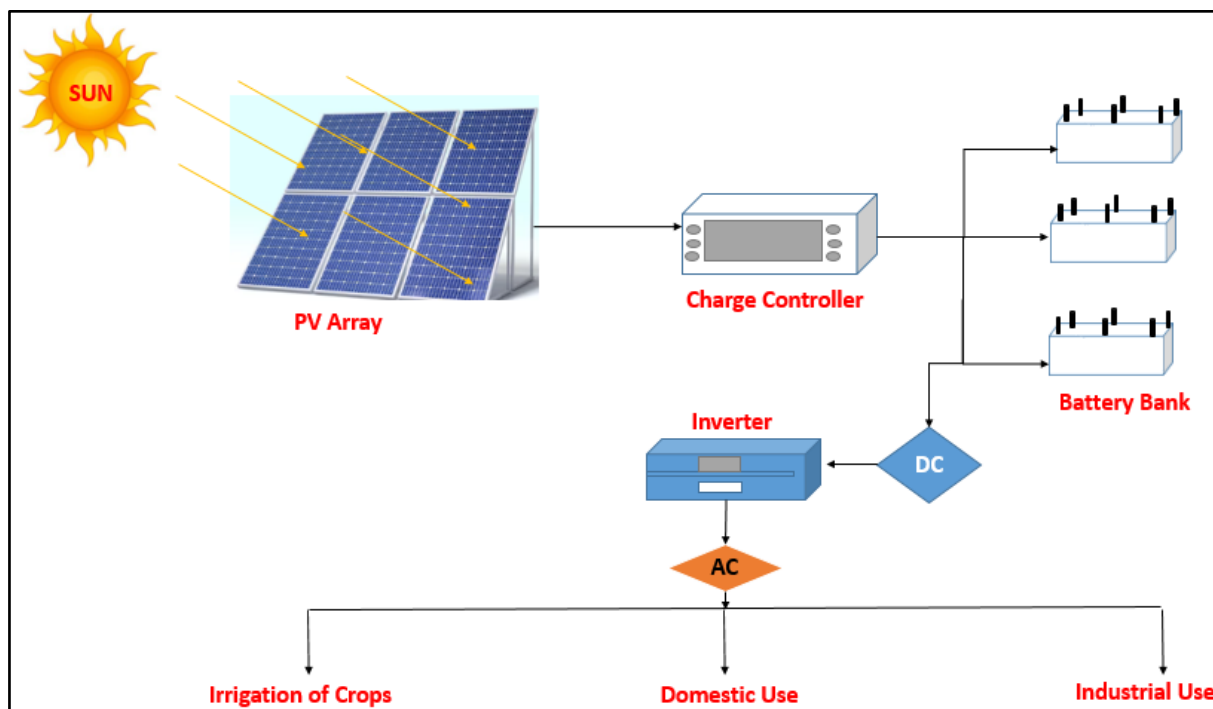 SUN
PV Array
Charge Controller
Battery Bank
Inverter
DC
AC
Irrigation of Crops
Domestic Use
Industrial Use